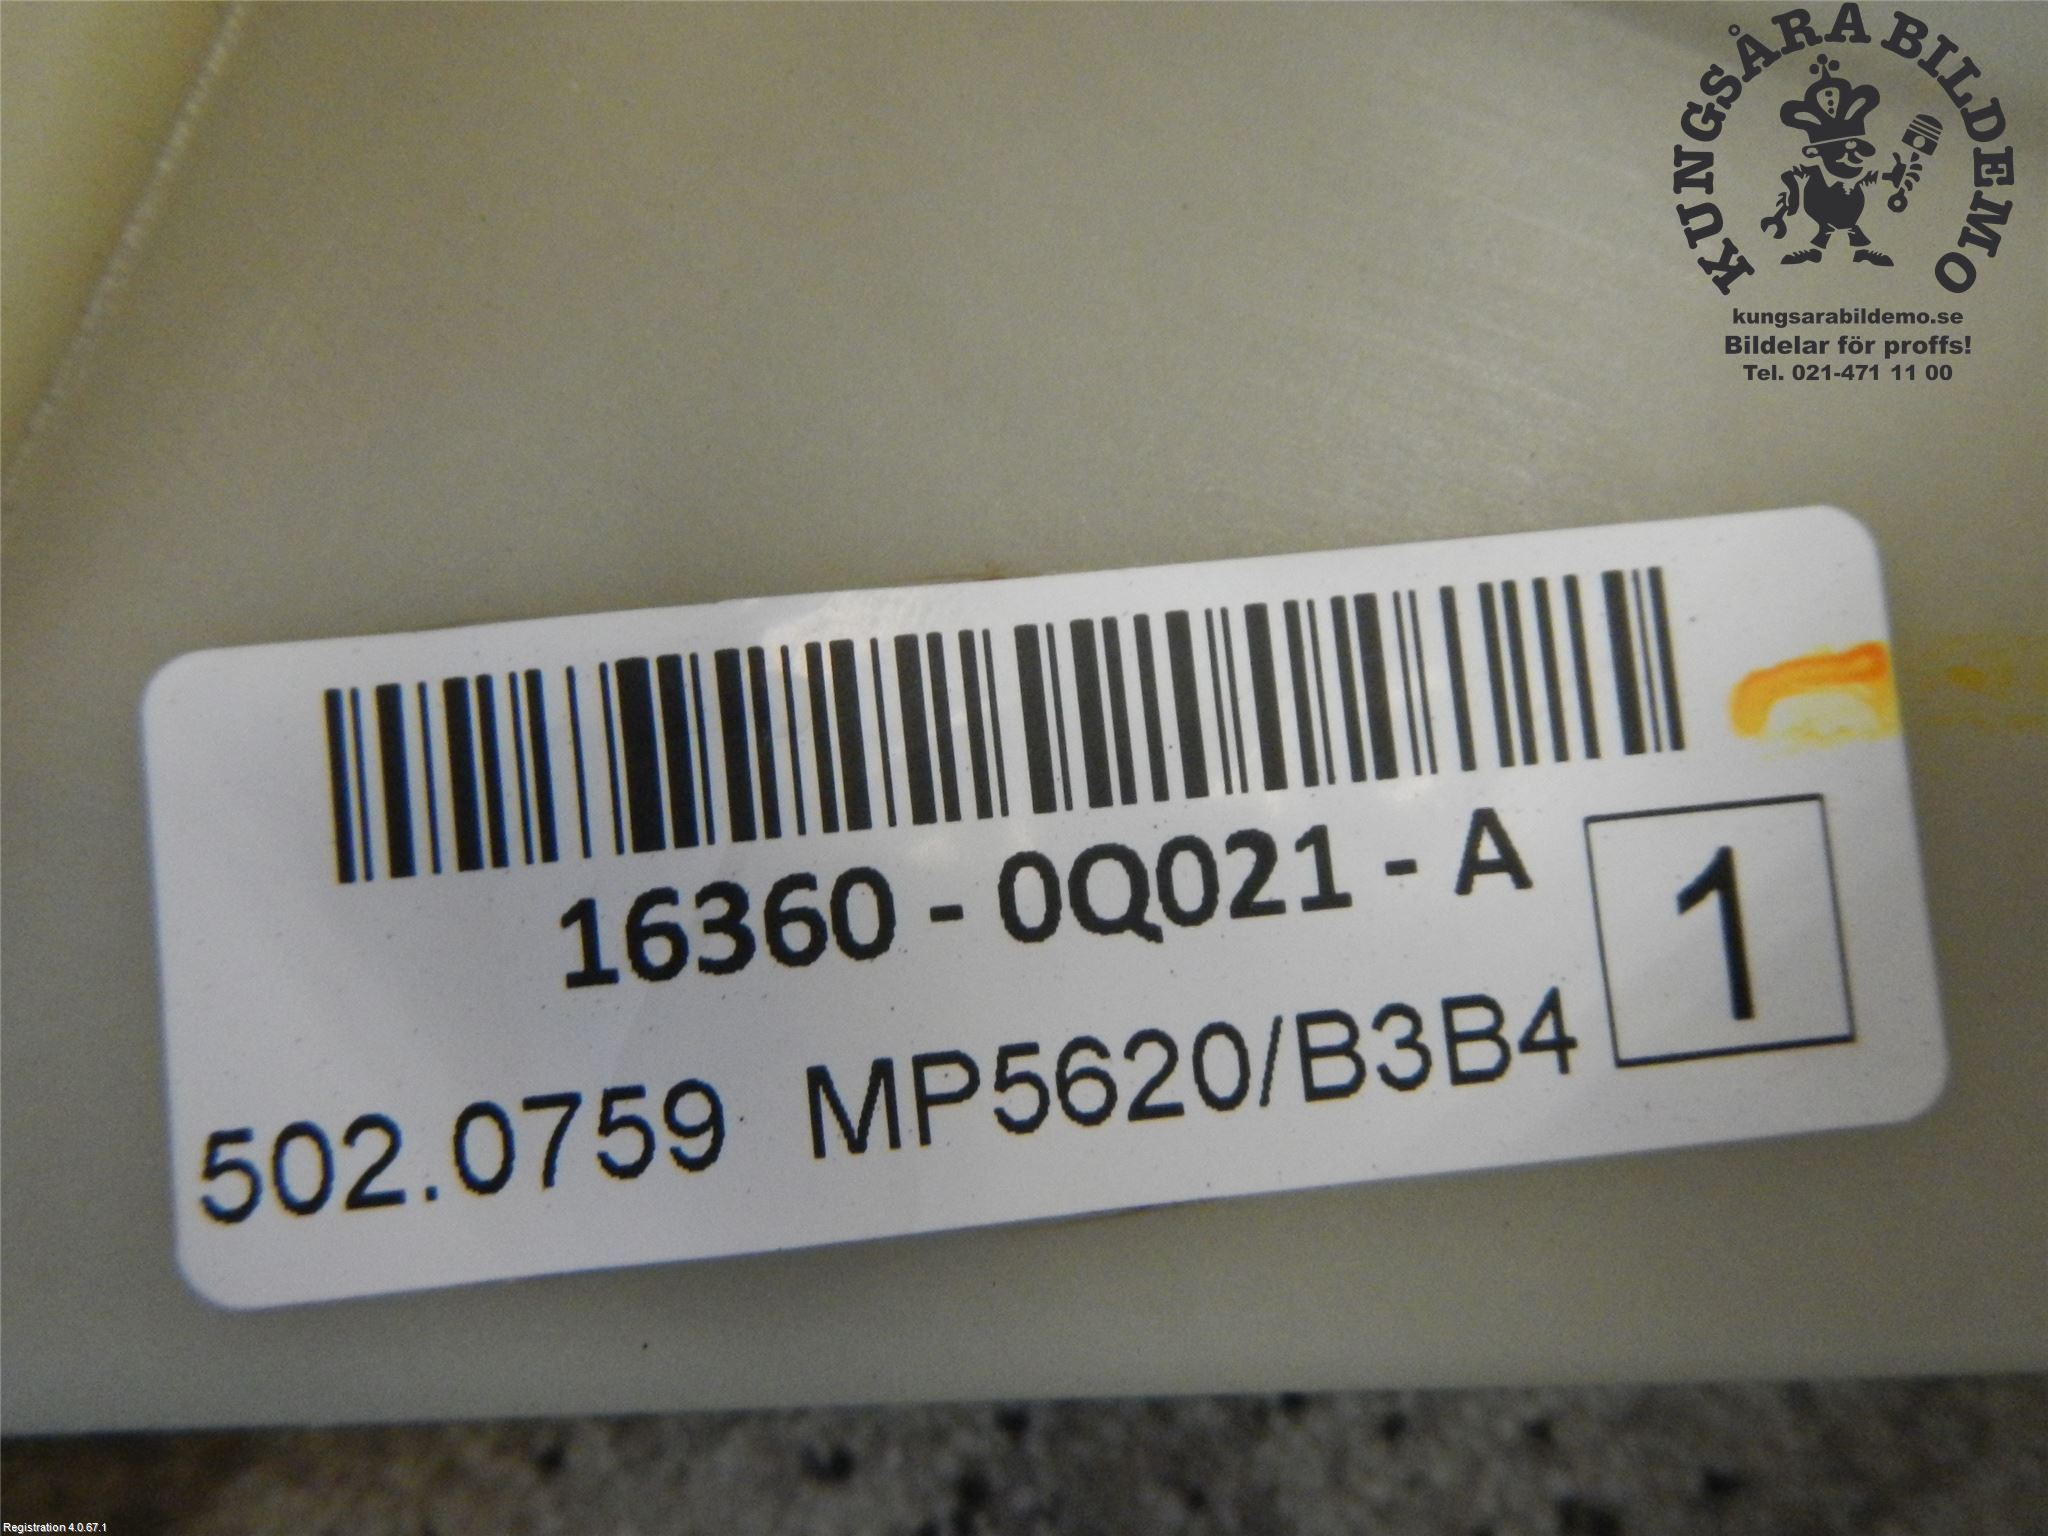 KUNGSÅRA BILDEMO
kungsarabildemo.se
Bildelar för proffs!
Tel. 021-471 11 00
16360 - 0Q021 - A
1
502.0759 MP5620/B3B4
Registration 4.0.67.1